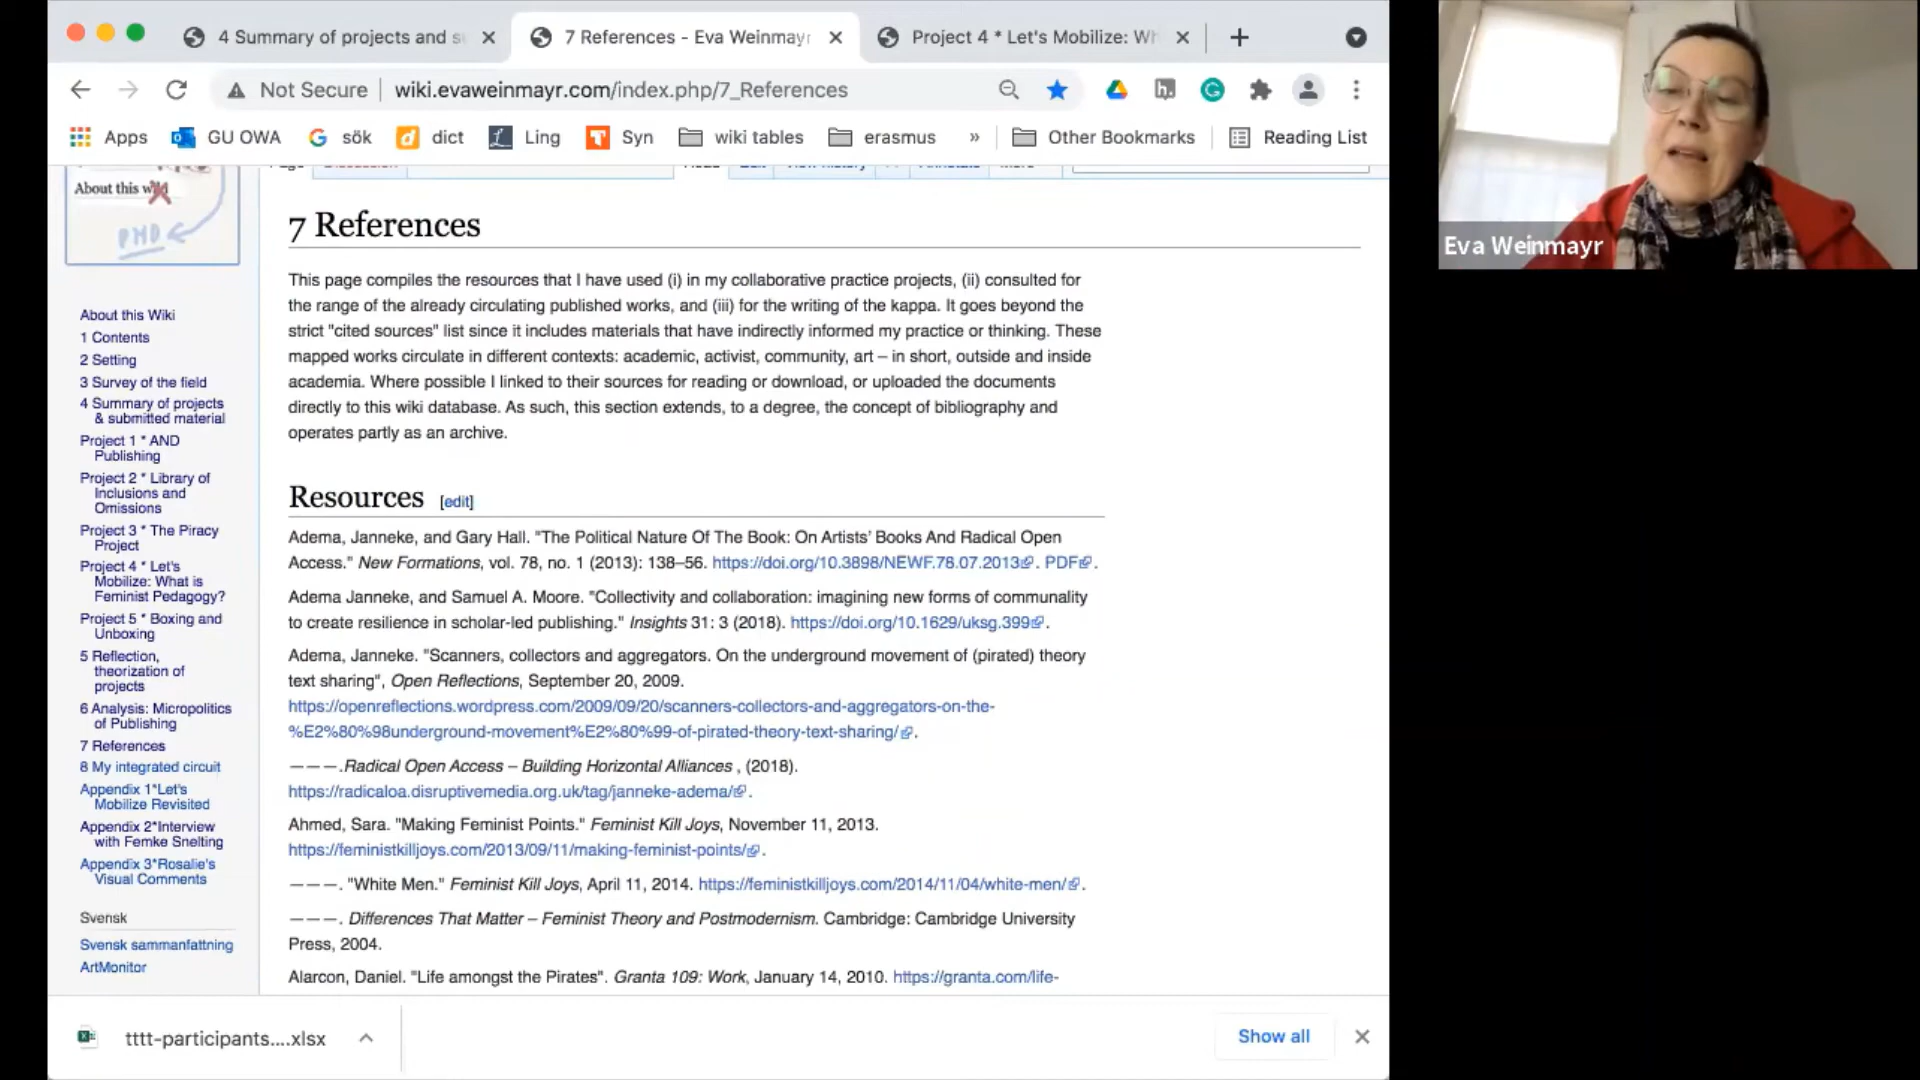 4 Summary of projects and s
7 References - Eva Weinmayr
Project 4 * Let's Mobilize: Wh
Not Secure
wiki.evaweinmayr.com/index.php/7_References
Apps
GU OWA
sök
dict
Ling
Syn
wiki tables
erasmus
»
Other Bookmarks
Reading List
About this wiki
PHD
About this Wiki
1 Contents
2 Setting
3 Survey of the field
4 Summary of projects
& submitted material
Project 1 * AND
Publishing
Project 2 * Library of
Inclusions and
Omissions
Project 3 * The Piracy
Project
Project 4 * Let's
Mobilize: What is
Feminist Pedagogy?
Project 5 * Boxing and
Unboxing
5 Reflection,
theorization of
projects
6 Analysis: Micropolitics
of Publishing
7 References
8 My integrated circuit
Appendix 1*Let's
Mobilize Revisited
Appendix 2*Interview
with Femke Snelting
Appendix 3*Rosalie's
Visual Comments
Svensk
Svensk sammanfattning
ArtMonitor
7 References
This page compiles the resources that I have used (i) in my collaborative practice projects, (ii) consulted for
the range of the already circulating published works, and (iii) for the writing of the kappa. It goes beyond the
strict "cited sources" list since it includes materials that have indirectly informed my practice or thinking. These
mapped works circulate in different contexts: academic, activist, community, art – in short, outside and inside
academia. Where possible I linked to their sources for reading or download, or uploaded the documents
directly to this wiki database. As such, this section extends, to a degree, the concept of bibliography and
operates partly as an archive.
Resources [edit]
Adema, Janneke, and Gary Hall. "The Political Nature Of The Book: On Artists' Books And Radical Open
Access." New Formations, vol. 78, no. 1 (2013): 138–56. https://doi.org/10.3898/NEWF.78.07.2013. PDF.
Adema Janneke, and Samuel A. Moore. "Collectivity and collaboration: imagining new forms of communality
to create resilience in scholar-led publishing." Insights 31: 3 (2018). https://doi.org/10.1629/uksg.399.
Adema, Janneke. "Scanners, collectors and aggregators. On the underground movement of (pirated) theory
text sharing", Open Reflections, September 20, 2009.
https://openreflections.wordpress.com/2009/09/20/scanners-collectors-and-aggregators-on-the-
%E2%80%98underground-movement%E2%80%99-of-pirated-theory-text-sharing/.
———.Radical Open Access – Building Horizontal Alliances , (2018).
https://radicaloa.disruptivemedia.org.uk/tag/janneke-adema/.
Ahmed, Sara. "Making Feminist Points." Feminist Kill Joys, November 11, 2013.
https://feministkilljoys.com/2013/09/11/making-feminist-points/.
———. "White Men." Feminist Kill Joys, April 11, 2014. https://feministkilljoys.com/2014/11/04/white-men/.
———. Differences That Matter – Feminist Theory and Postmodernism. Cambridge: Cambridge University
Press, 2004.
Alarcon, Daniel. "Life amongst the Pirates". Granta 109: Work, January 14, 2010. https://granta.com/life-
tttt-participants....xlsx
Show all
Eva Weinmayr